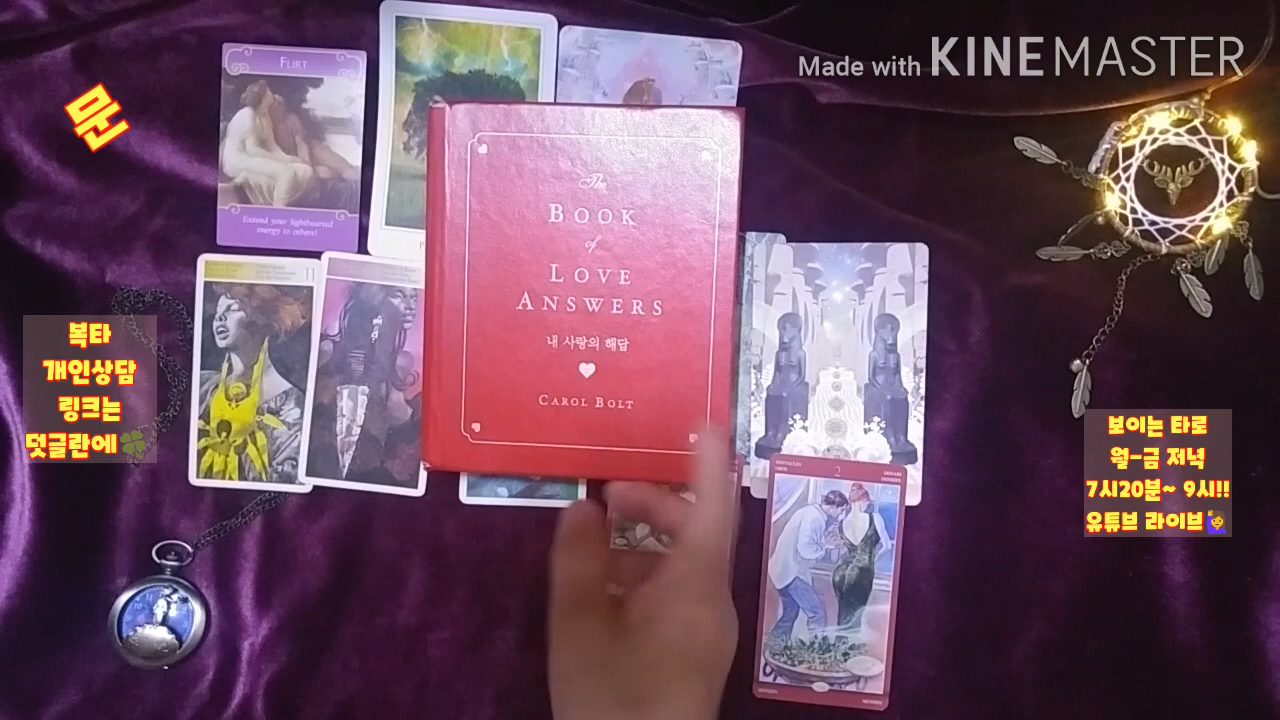 Made with KINEMASTER
문
FLIRT
Extend your lighthearted
energy to others!
11
The
BOOK
of
LOVE
ANSWERS
내 사랑의 해답
CAROL BOLT
복타
개인상담
링크는
덧글란에🍀
보이는 타로
월-금 저녁
7시20분~ 9시!!
유튜브 라이브🙋‍♀️
2